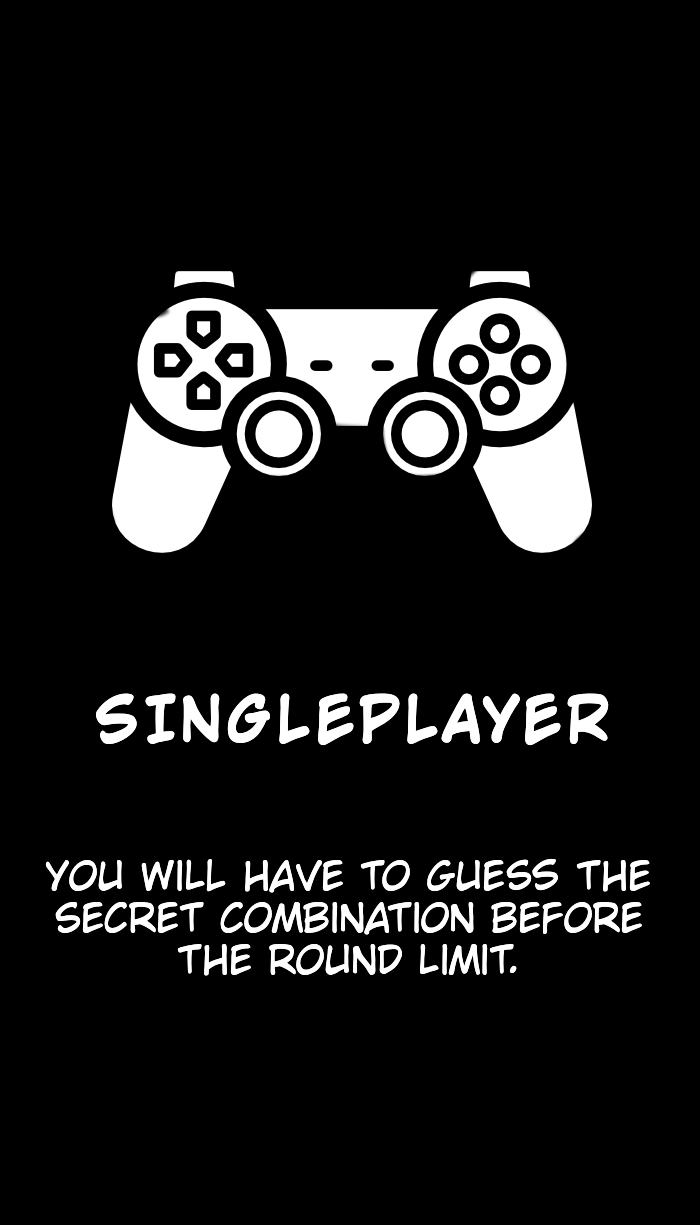 SINGLEPLAYER
YOU WILL HAVE TO GUESS THE
SECRET COMBINATION BEFORE
THE ROUND LIMIT.